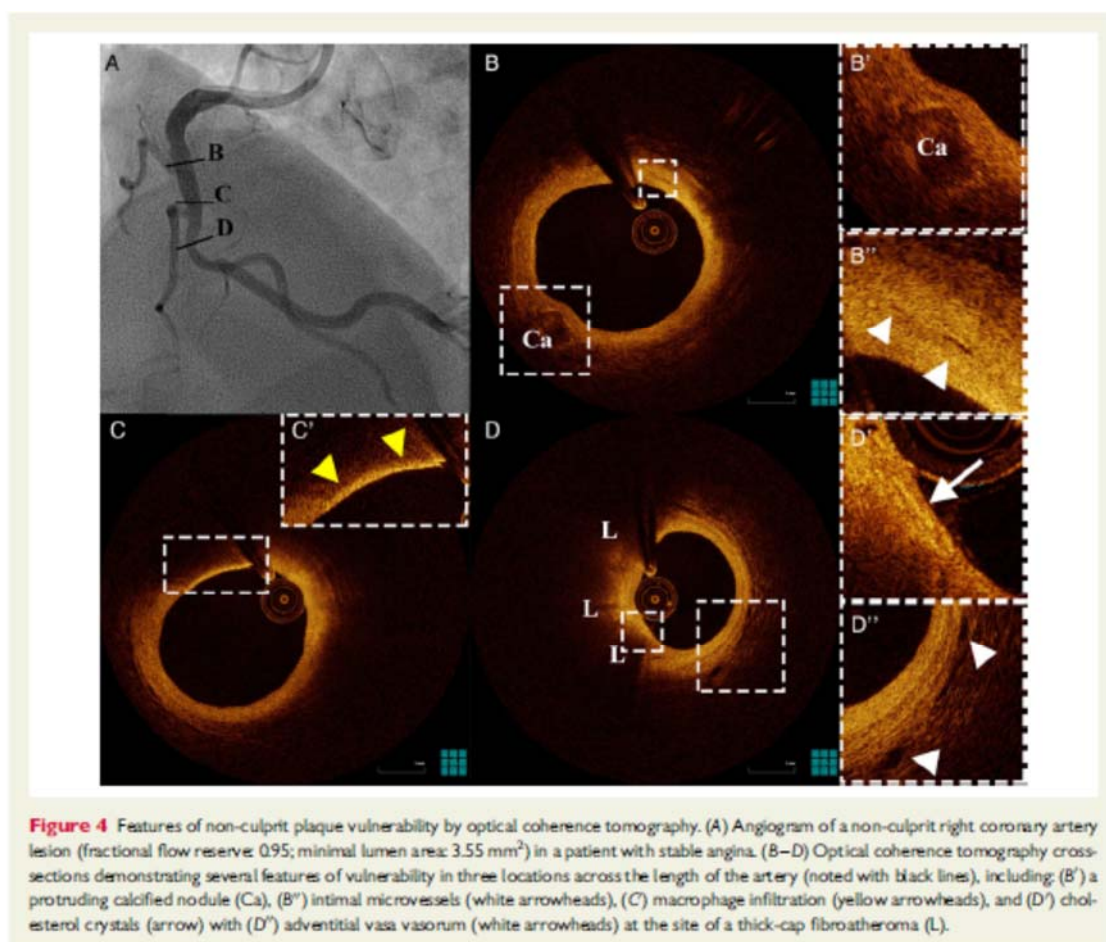 A
B
C
D
B
Ca
B'
Ca
B''
C
C'
D
L
L
L
D'
D''
Figure 4 Features of non-culprit plaque vulnerability by optical coherence tomography. (A) Angiogram of a non-culprit right coronary artery
lesion (fractional flow reserve: 0.95; minimal lumen area: 3.55 mm²) in a patient with stable angina. (B–D) Optical coherence tomography cross-
sections demonstrating several features of vulnerability in three locations across the length of the artery (noted with black lines), including: (B′) a
protruding calcified nodule (Ca), (B″) intimal microvessels (white arrowheads), (C′) macrophage infiltration (yellow arrowheads), and (D′) chol-
esterol crystals (arrow) with (D″) adventitial vasa vasorum (white arrowheads) at the site of a thick-cap fibroatheroma (L).